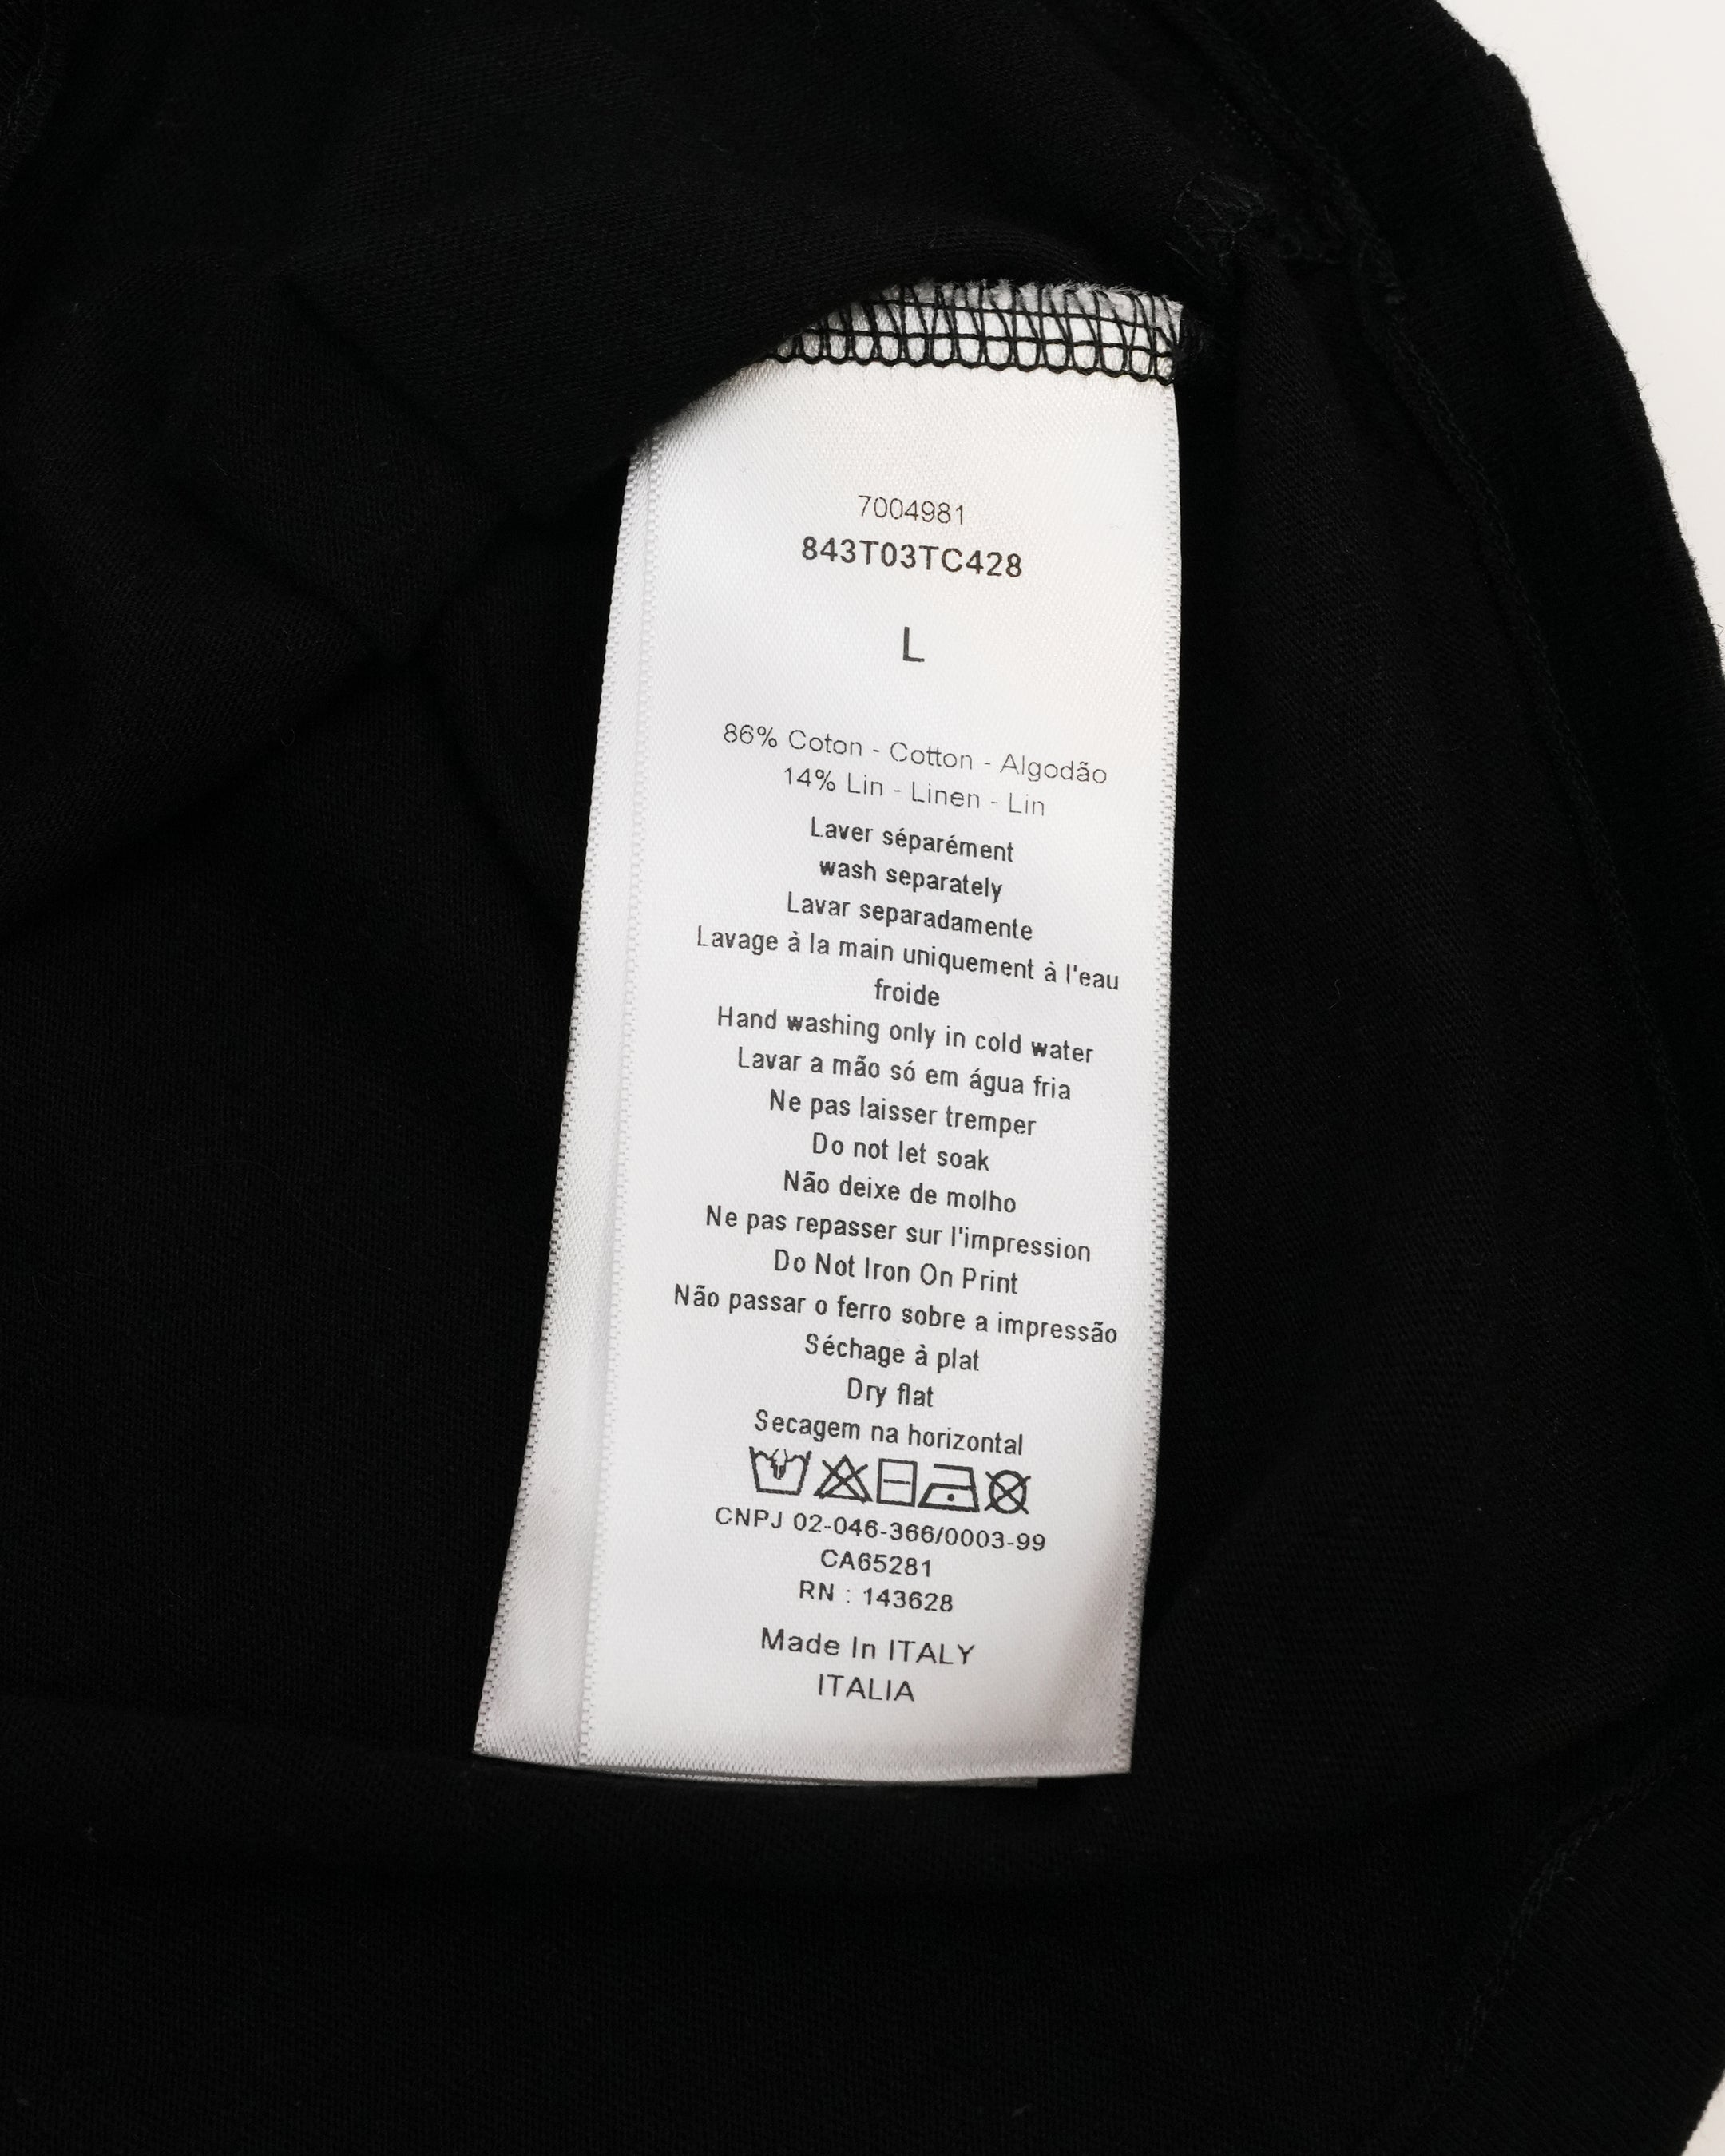 7004981
843T03TC428
L
86% Coton - Cotton - Algodão
14% Lin - Linen - Lin
Laver séparément
wash separately
Lavar separadamente
Lavage à la main uniquement à l'eau
froide
Hand washing only in cold water
Lavar a mão só em água fria
Ne pas laisser tremper
Do not let soak
Não deixe de molho
Ne pas repasser sur l'impression
Do Not Iron On Print
Não passar o ferro sobre a impressão
Séchage à plat
Dry flat
Secagem na horizontal
CNPJ 02-046-366/0003-99
CA65281
RN : 143628
Made In ITALY
ITALIA